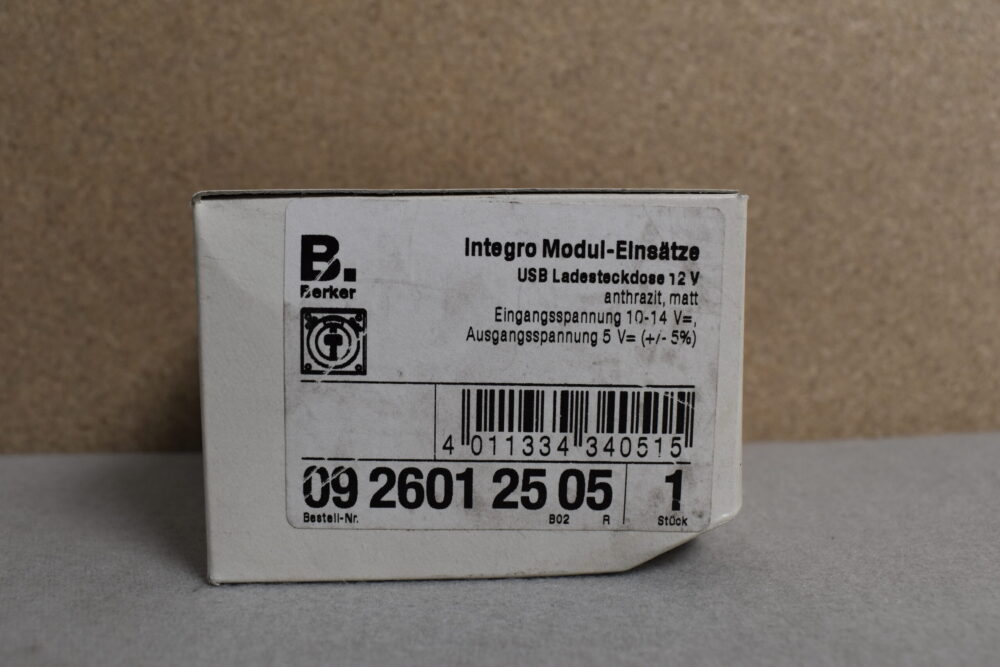 B.
Berker
Integro Modul-Einsätze
USB Ladesteckdose 12 V
anthrazit, matt
Eingangsspannung 10-14 V=,
Ausgangsspannung 5 V= (+/- 5%)
4 011334 340515
09 2601 25 05 1
Bestell-Nr. B02 R Stück